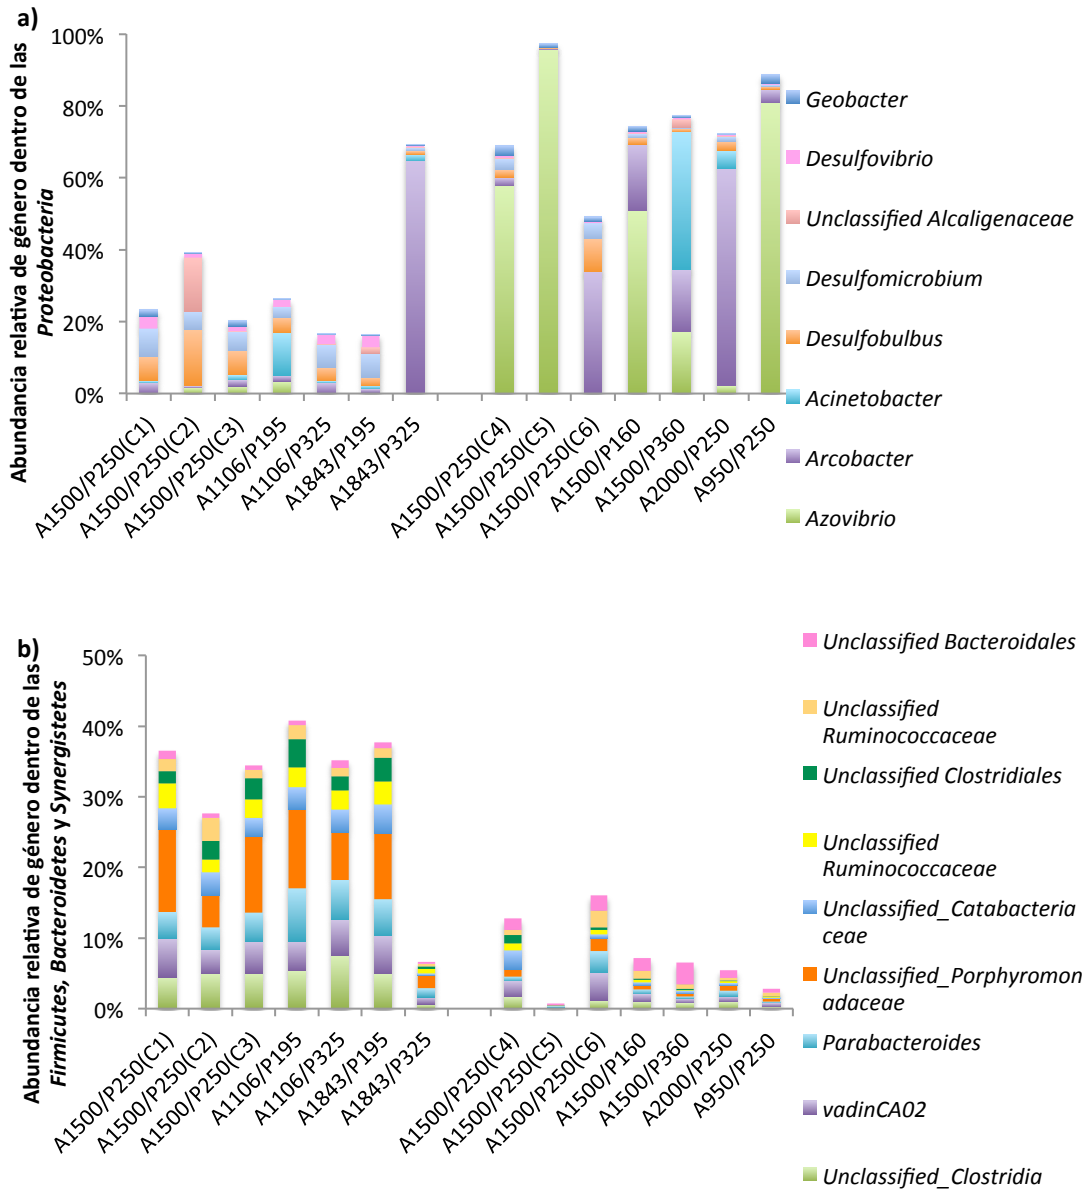 a)
Abundancia relativa de género dentro de las
Proteobacteria
100%
80%
60%
40%
20%
0%
A1500/P250(C1)
A1500/P250(C2)
A1500/P250(C3)
A1106/P195
A1106/P325
A1843/P195
A1843/P325
A1500/P250(C4)
A1500/P250(C5)
A1500/P250(C6)
A1500/P160
A1500/P360
A2000/P250
A950/P250
Geobacter
Desulfovibrio
Unclassified Alcaligenaceae
Desulfomicrobium
Desulfobulbus
Acinetobacter
Arcobacter
Azovibrio
b)
Abundancia relativa de género dentro de las
Firmicutes, Bacteroidetes y Synergistetes
50%
40%
30%
20%
10%
0%
A1500/P250(C1)
A1500/P250(C2)
A1500/P250(C3)
A1106/P195
A1106/P325
A1843/P195
A1843/P325
A1500/P250(C4)
A1500/P250(C5)
A1500/P250(C6)
A1500/P160
A1500/P360
A2000/P250
A950/P250
Unclassified Bacteroidales
Unclassified
Ruminococcaceae
Unclassified Clostridiales
Unclassified
Ruminococcaceae
Unclassified_Catabacteria
ceae
Unclassified_Porphyromon
adaceae
Parabacteroides
vadinCA02
Unclassified_Clostridia